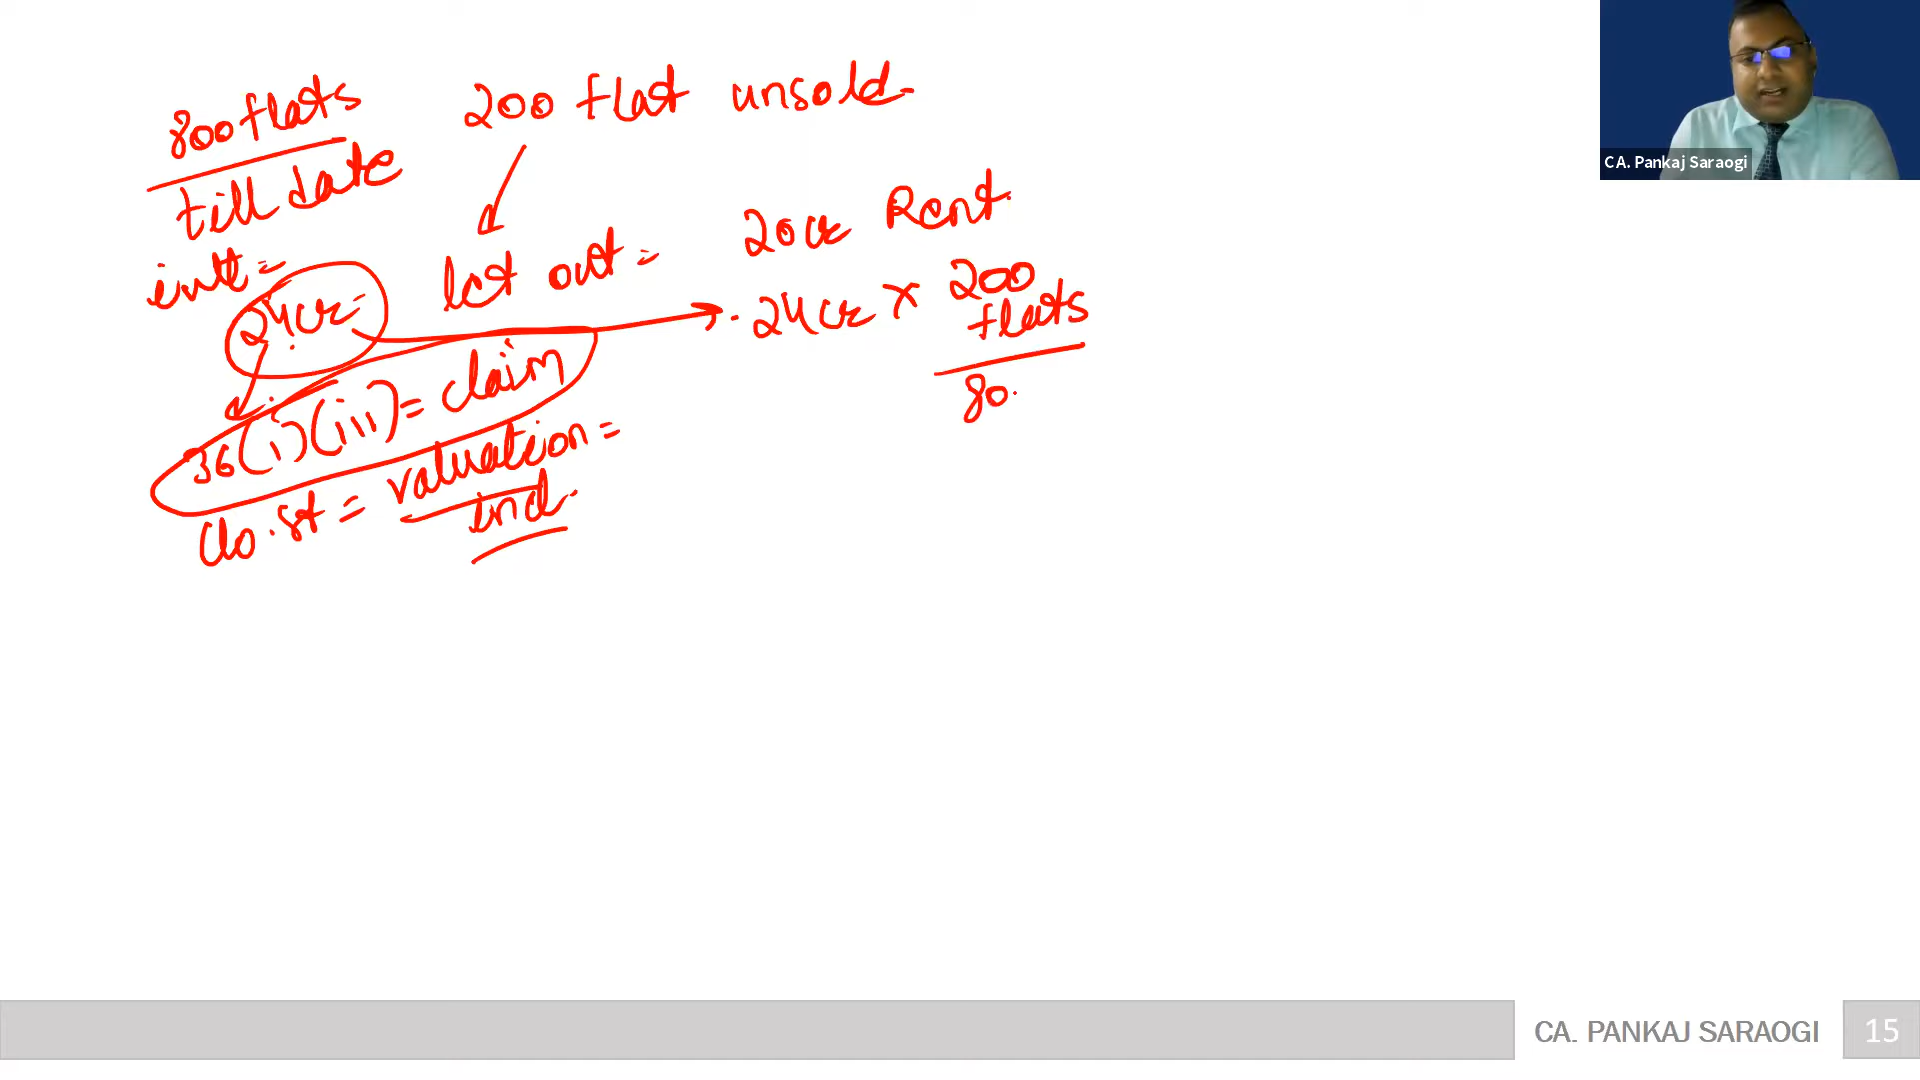 800 flats
till date
200 flat unsold.
intt =
24 cr =
let out =
20 cr Rent.
24 cr x 200 flats
80.
36(i)(iii) = claim
clo. st = valuation =
ind.
CA. Pankaj Saraogi
CA. PANKAJ SARAOGI
15